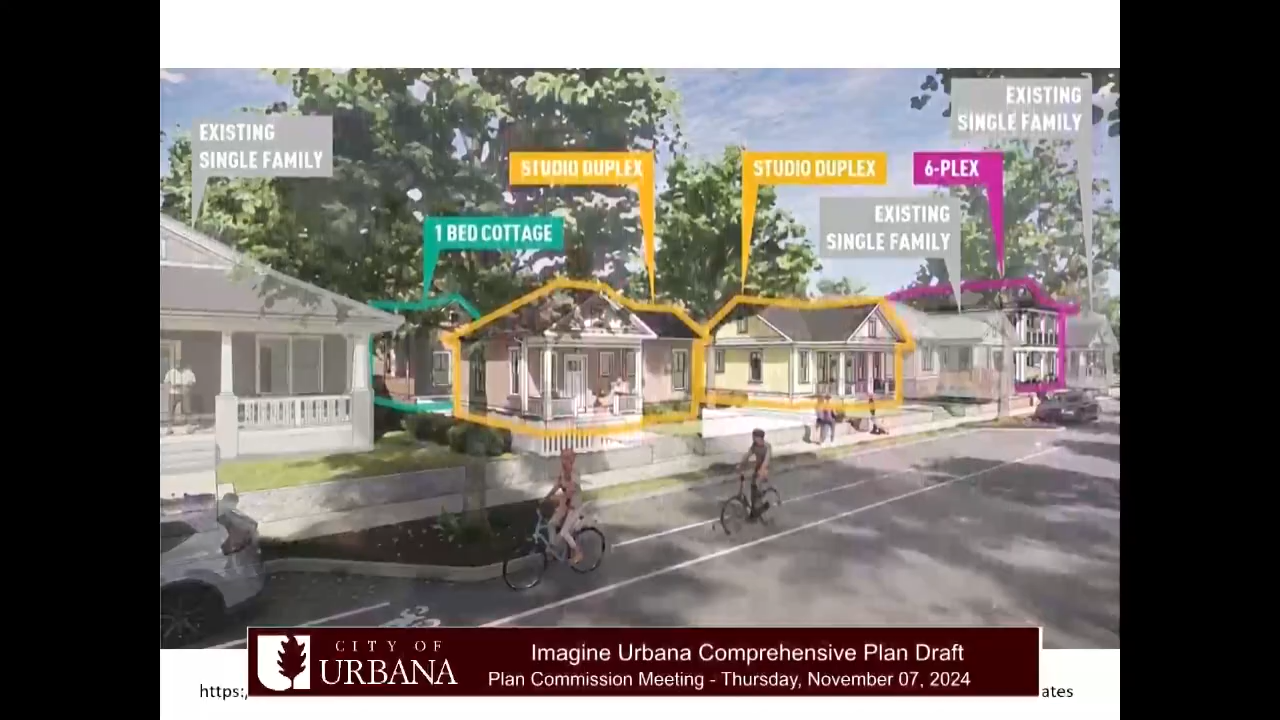 EXISTING
SINGLE FAMILY
EXISTING
SINGLE FAMILY
STUDIO DUPLEX
STUDIO DUPLEX
6-PLEX
EXISTING
SINGLE FAMILY
1 BED COTTAGE
CITY OF
URBANA
Imagine Urbana Comprehensive Plan Draft
Plan Commission Meeting - Thursday, November 07, 2024
https:
ates